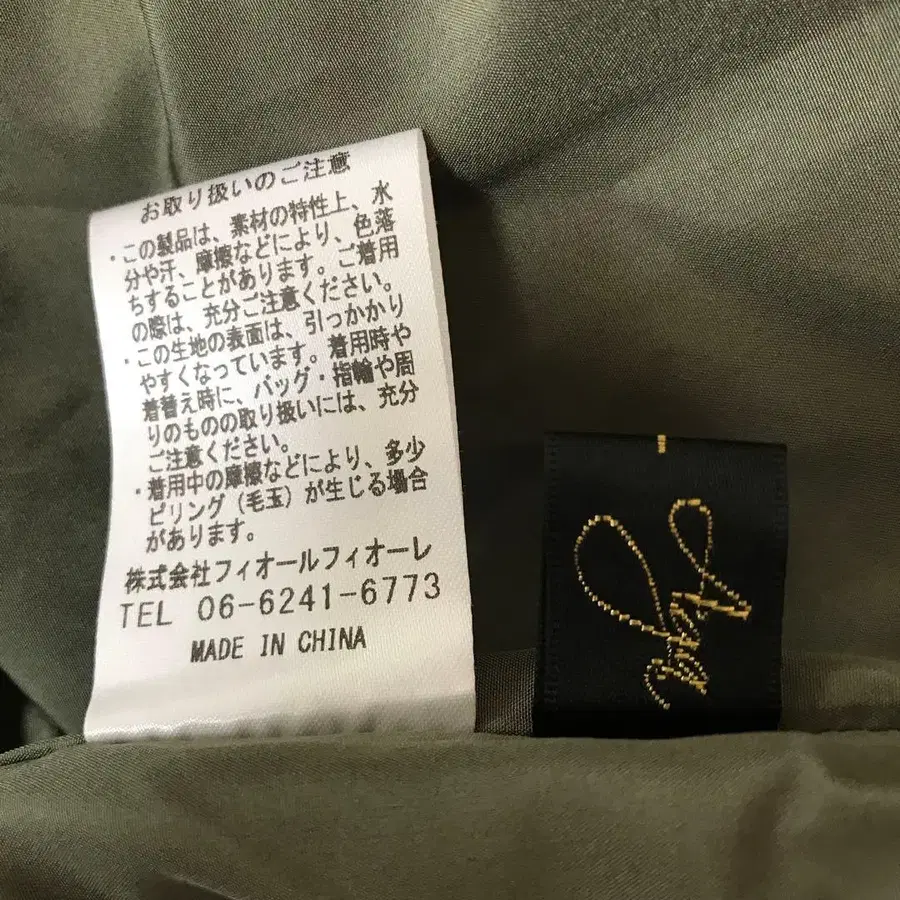 お取り扱いのご注意
・この製品は、素材の特性上、水
分や汗、摩擦などにより、色落
ちすることがあります。ご着用
の際は、充分ご注意ください。
・この生地の表面は、引っかかり
やすくなっています。着用時や
着替え時に、バッグ・指輪や周
りのものの取り扱いには、充分
ご注意ください。
・着用中の摩擦などにより、多少
ピリング（毛玉）が生じる場合
があります。
株式会社フィオールフィオーレ
TEL 06-6241-6773
MADE IN CHINA